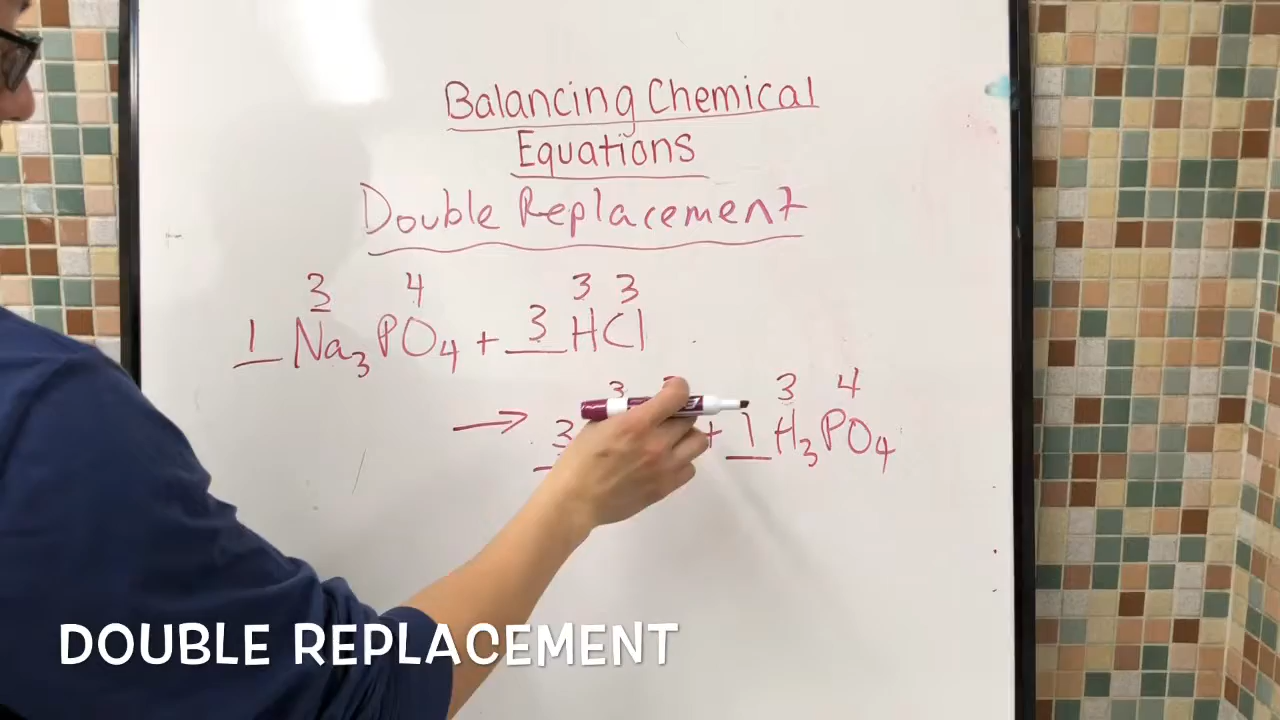 Balancing Chemical
Equations
Double Replacement
3 4 3 3
1 Na₃PO₄ + 3 HCl
3 3 4
→ 3 + 1 H₃PO₄
DOUBLE REPLACEMENT